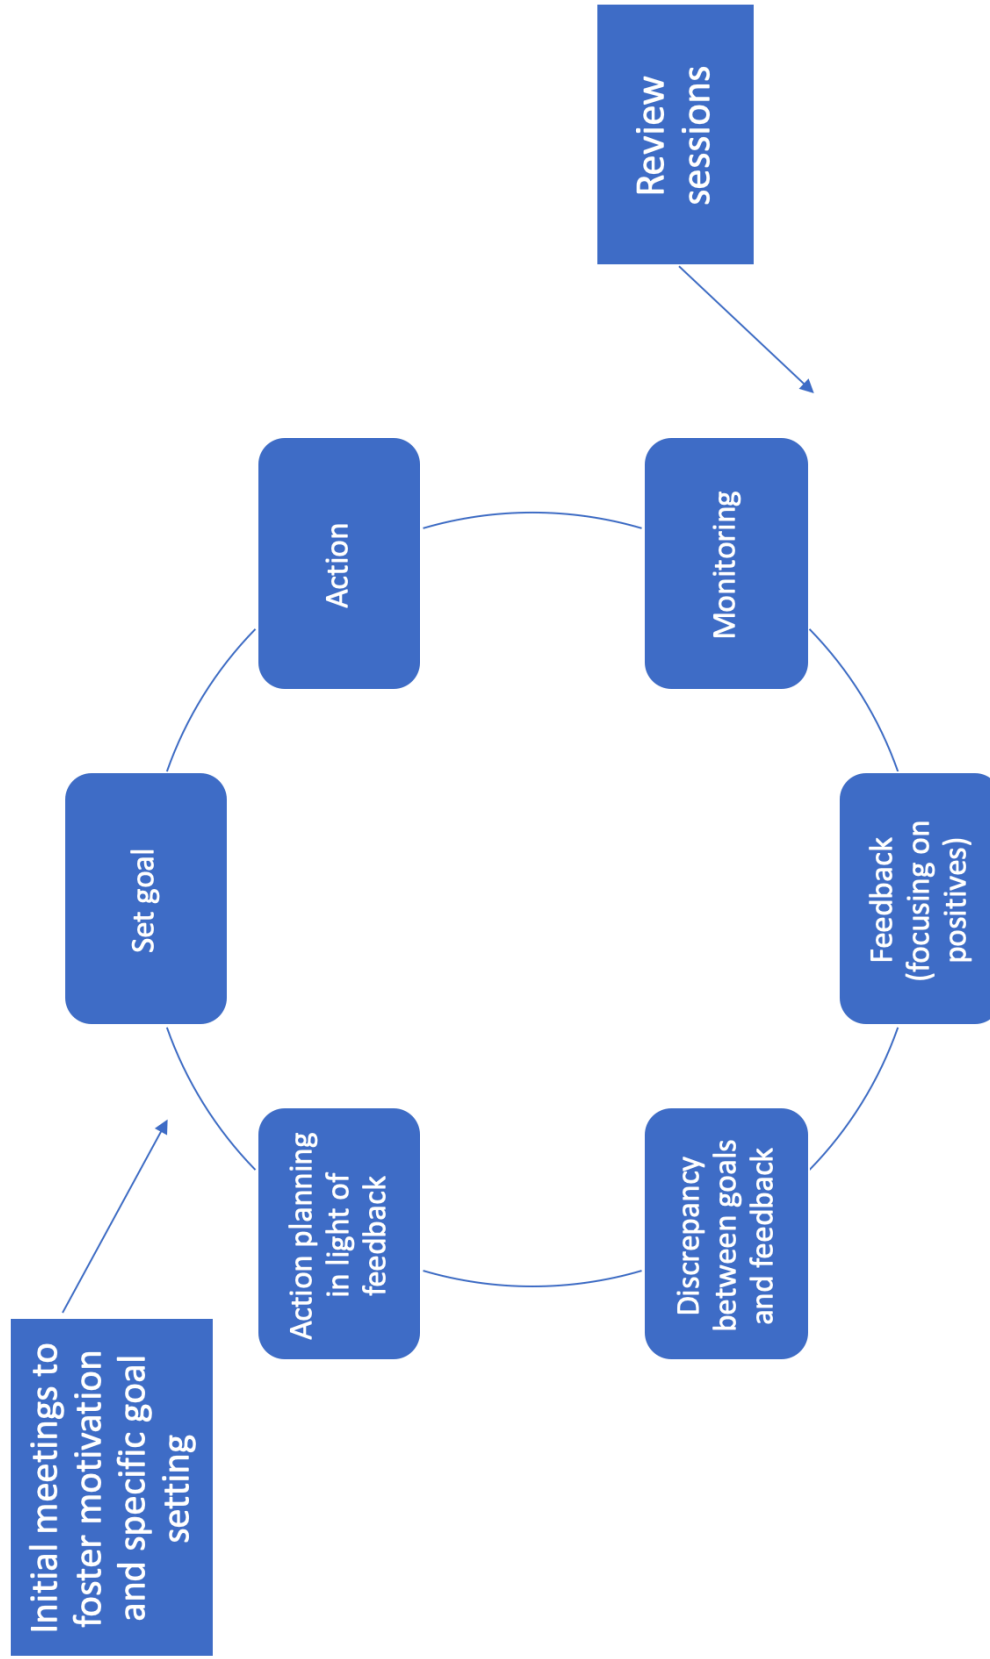 Initial meetings to
foster motivation
and specific goal
setting
Set goal
Action
Monitoring
Feedback
(focusing on
positives)
Discrepancy
between goals
and feedback
Action planning
in light of
feedback
Review
sessions